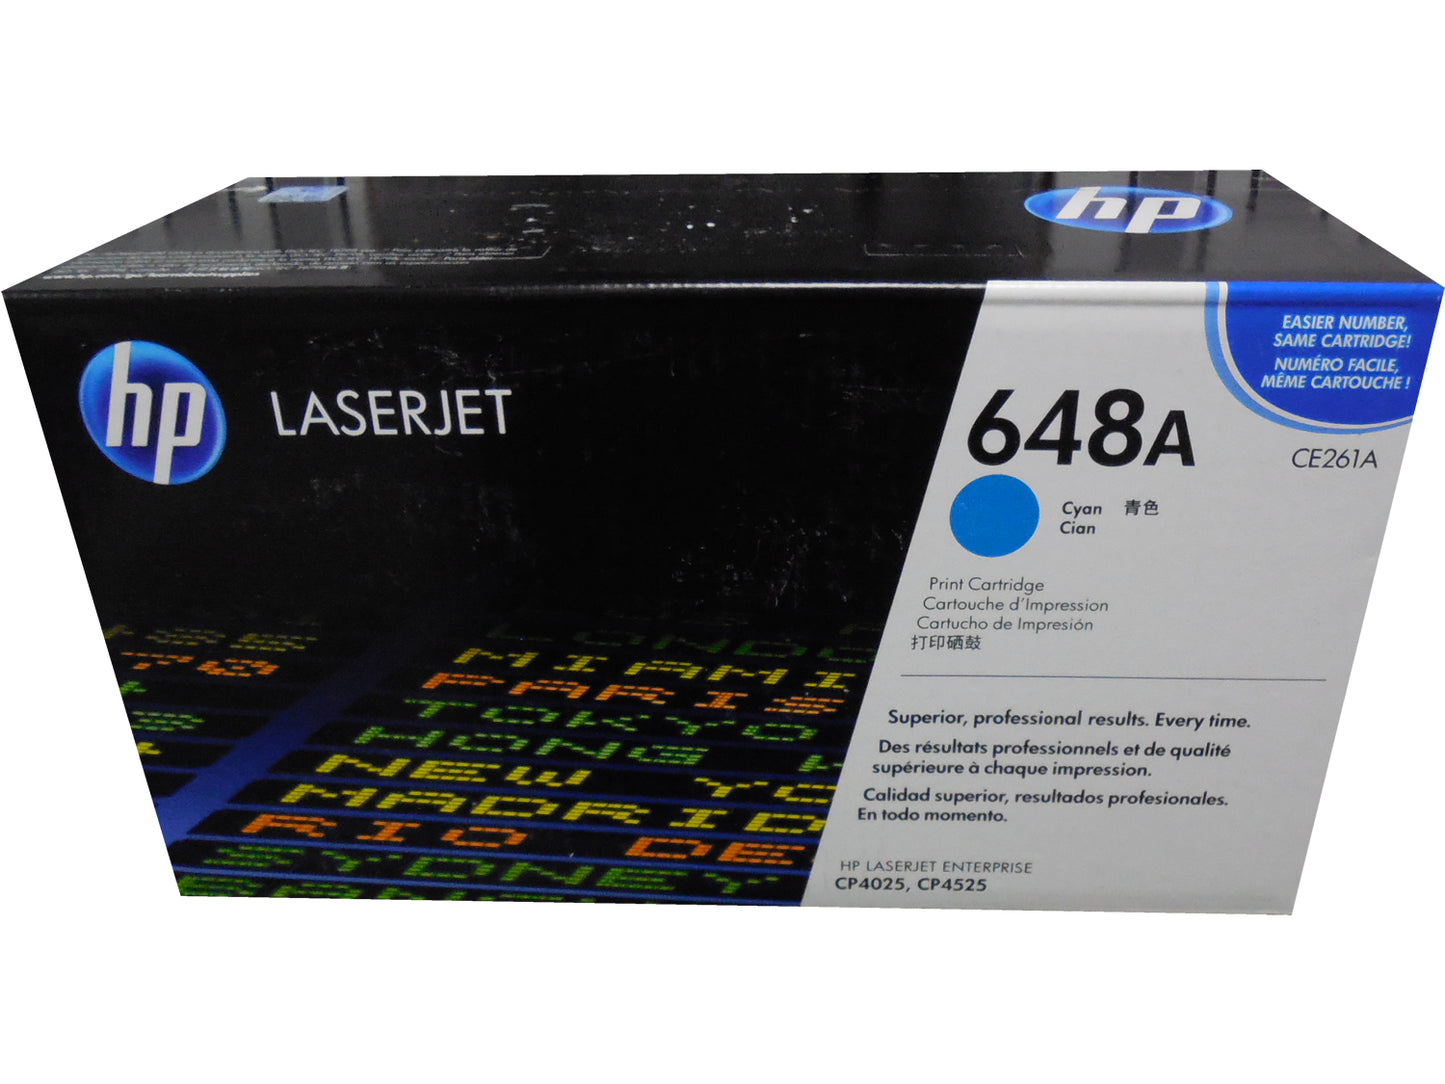 hp
hp
LASERJET
EASIER NUMBER,
SAME CARTRIDGE!
NUMÉRO FACILE,
MÊME CARTOUCHE !
648A
CE261A
Cyan 青色
Cian
Print Cartridge
Cartouche d'Impression
Cartucho de Impresión
打印硒鼓
Superior, professional results. Every time.
Des résultats professionnels et de qualité
supérieure à chaque impression.
Calidad superior, resultados profesionales.
En todo momento.
HP LASERJET ENTERPRISE
CP4025, CP4525
MIAMI
PARIS
TOKYO
HONG
NEW YO
MADRID
RIO DE
SYDNEY